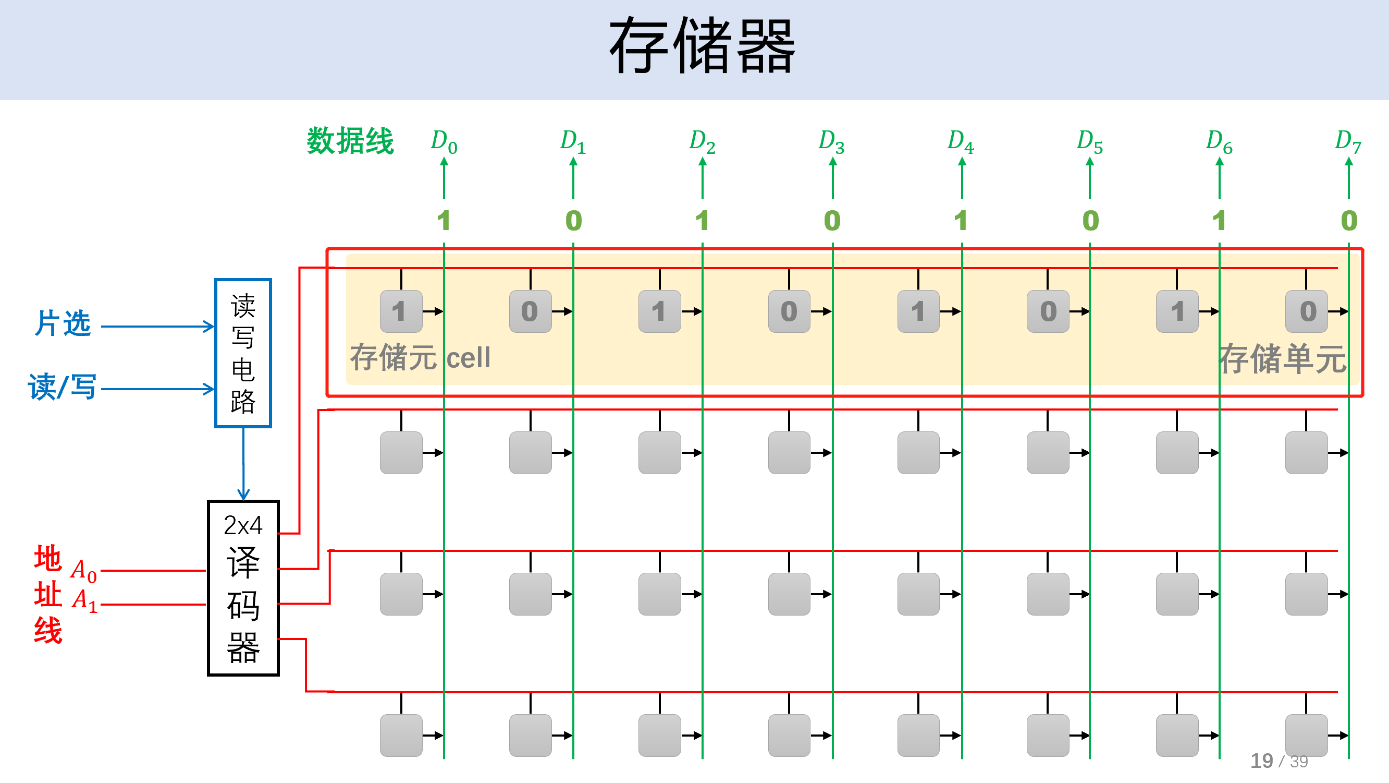 存储器
数据线 D₀ D₁ D₂ D₃ D₄ D₅ D₆ D₇
1 0 1 0 1 0 1 0
1 0 1 0 1 0 1 0
存储元 cell 存储单元
片选
读/写
读
写
电
路
2x4
译
码
器
地
址
线
A₀
A₁
19 / 39